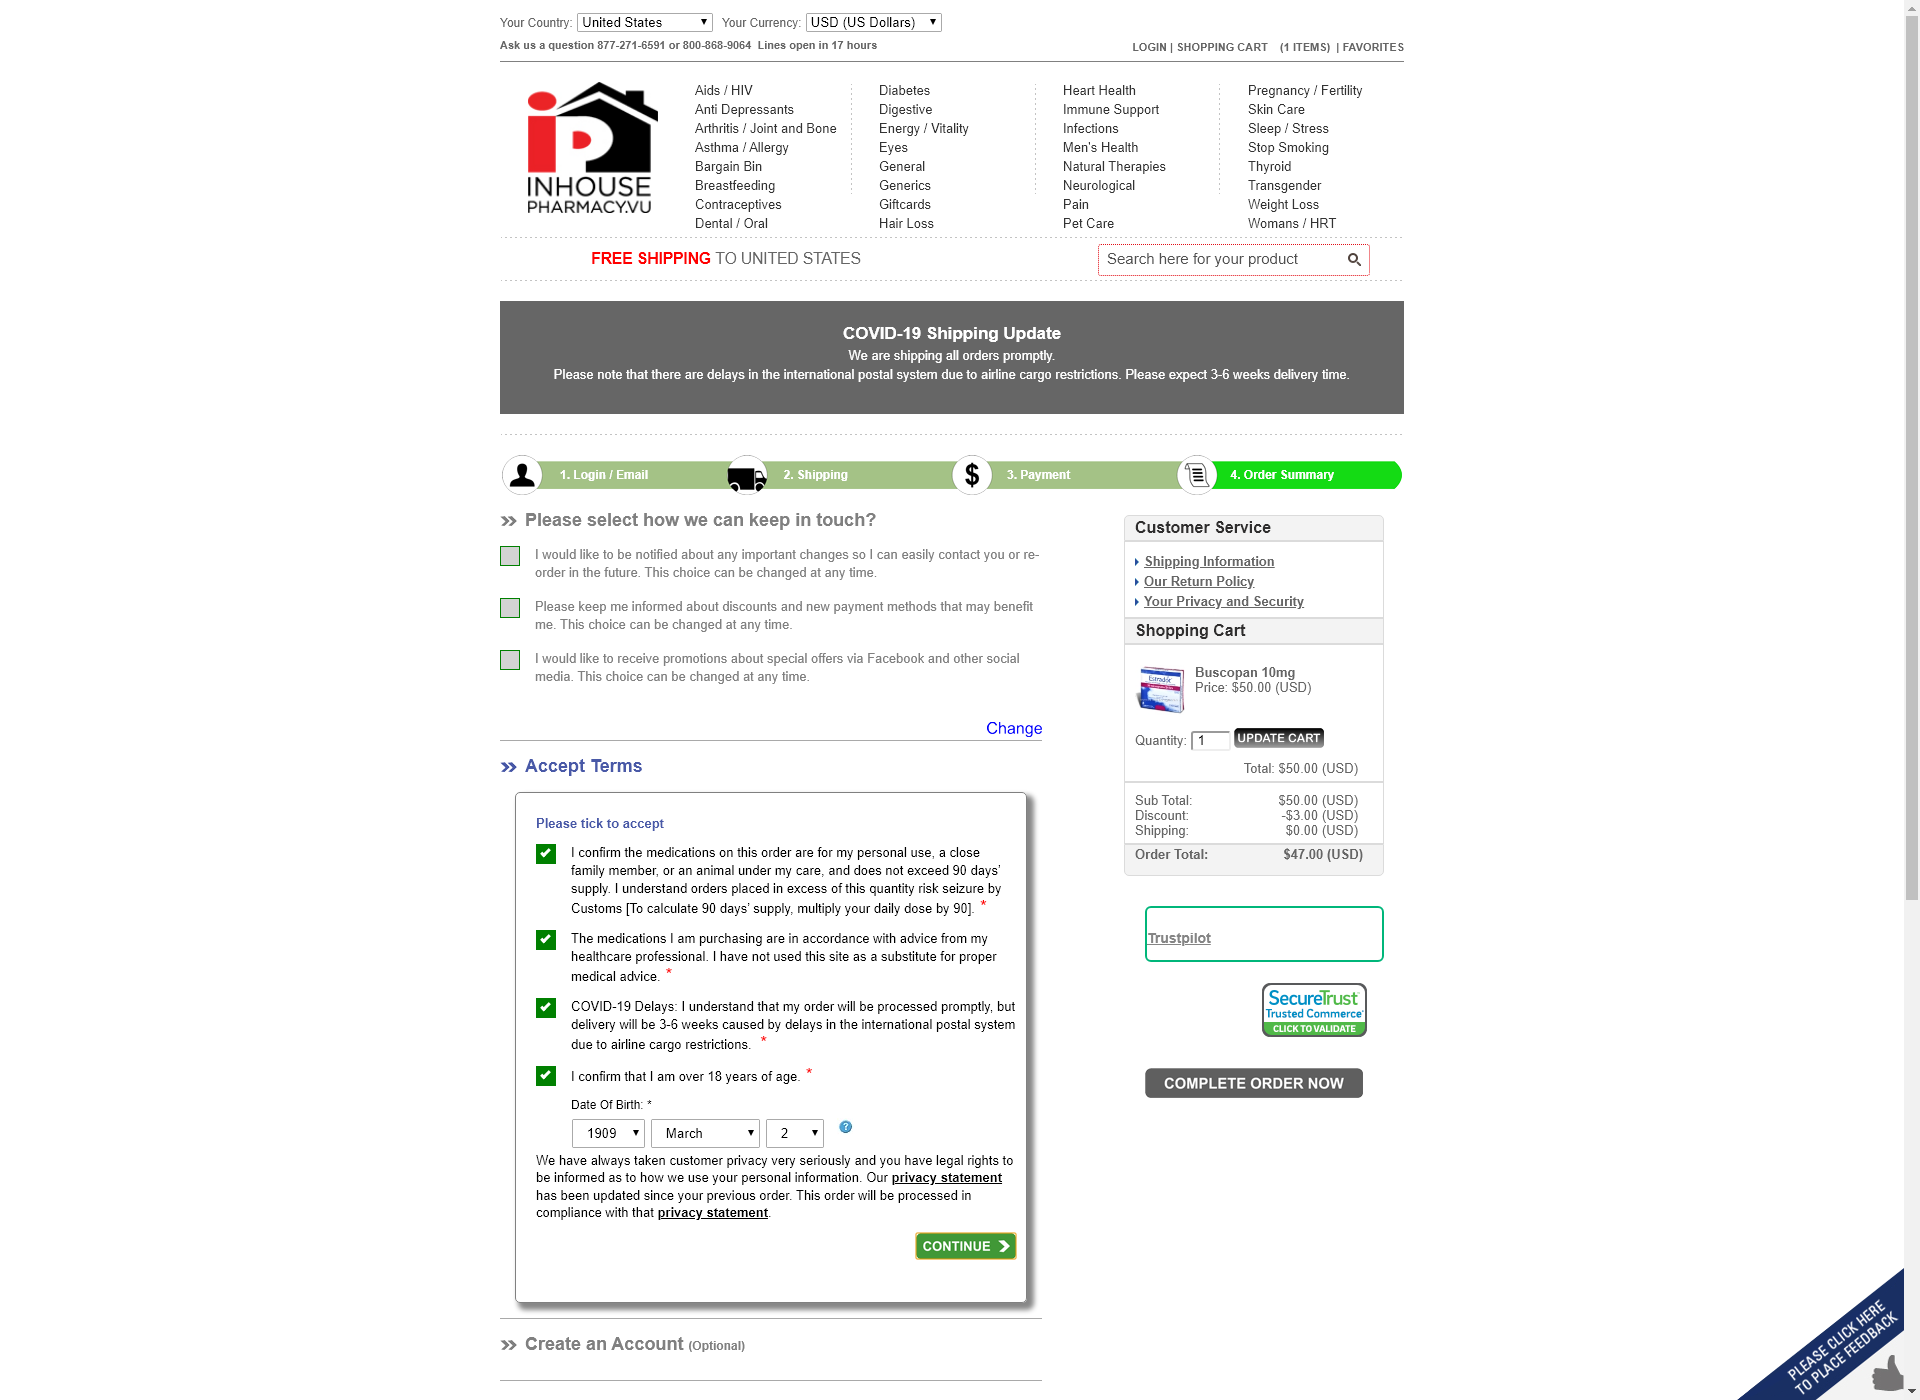 Your Country: United States Your Currency: USD (US Dollars)
Ask us a question 877-271-6591 or 800-868-9064 Lines open in 17 hours
LOGIN | SHOPPING CART (1 ITEMS) | FAVORITES
INHOUSE
PHARMACY.VU
Aids / HIV
Anti Depressants
Arthritis / Joint and Bone
Asthma / Allergy
Bargain Bin
Breastfeeding
Contraceptives
Dental / Oral
Diabetes
Digestive
Energy / Vitality
Eyes
General
Generics
Giftcards
Hair Loss
Heart Health
Immune Support
Infections
Men's Health
Natural Therapies
Neurological
Pain
Pet Care
Pregnancy / Fertility
Skin Care
Sleep / Stress
Stop Smoking
Thyroid
Transgender
Weight Loss
Womans / HRT
FREE SHIPPING TO UNITED STATES
Search here for your product
COVID-19 Shipping Update
We are shipping all orders promptly.
Please note that there are delays in the international postal system due to airline cargo restrictions. Please expect 3-6 weeks delivery time.
1. Login / Email
2. Shipping
3. Payment
4. Order Summary
Please select how we can keep in touch?
I would like to be notified about any important changes so I can easily contact you or re-
order in the future. This choice can be changed at any time.
Please keep me informed about discounts and new payment methods that may benefit
me. This choice can be changed at any time.
I would like to receive promotions about special offers via Facebook and other social
media. This choice can be changed at any time.
Change
Accept Terms
Please tick to accept
I confirm the medications on this order are for my personal use, a close
family member, or an animal under my care, and does not exceed 90 days'
supply. I understand orders placed in excess of this quantity risk seizure by
Customs [To calculate 90 days' supply, multiply your daily dose by 90]. *
The medications I am purchasing are in accordance with advice from my
healthcare professional. I have not used this site as a substitute for proper
medical advice. *
COVID-19 Delays: I understand that my order will be processed promptly, but
delivery will be 3-6 weeks caused by delays in the international postal system
due to airline cargo restrictions. *
I confirm that I am over 18 years of age. *
Date Of Birth: *
1909 March 2 ?
We have always taken customer privacy very seriously and you have legal rights to
be informed as to how we use your personal information. Our privacy statement
has been updated since your previous order. This order will be processed in
compliance with that privacy statement.
CONTINUE
Create an Account (Optional)
Customer Service
Shipping Information
Our Return Policy
Your Privacy and Security
Shopping Cart
Estradot
Buscopan 10mg
Price: $50.00 (USD)
Quantity: 1 UPDATE CART
Total: $50.00 (USD)
Sub Total: $50.00 (USD)
Discount: -$3.00 (USD)
Shipping: $0.00 (USD)
Order Total: $47.00 (USD)
Trustpilot
SecureTrust
Trusted Commerce
CLICK TO VALIDATE
COMPLETE ORDER NOW
PLEASE CLICK HERE
TO PLACE FEEDBACK